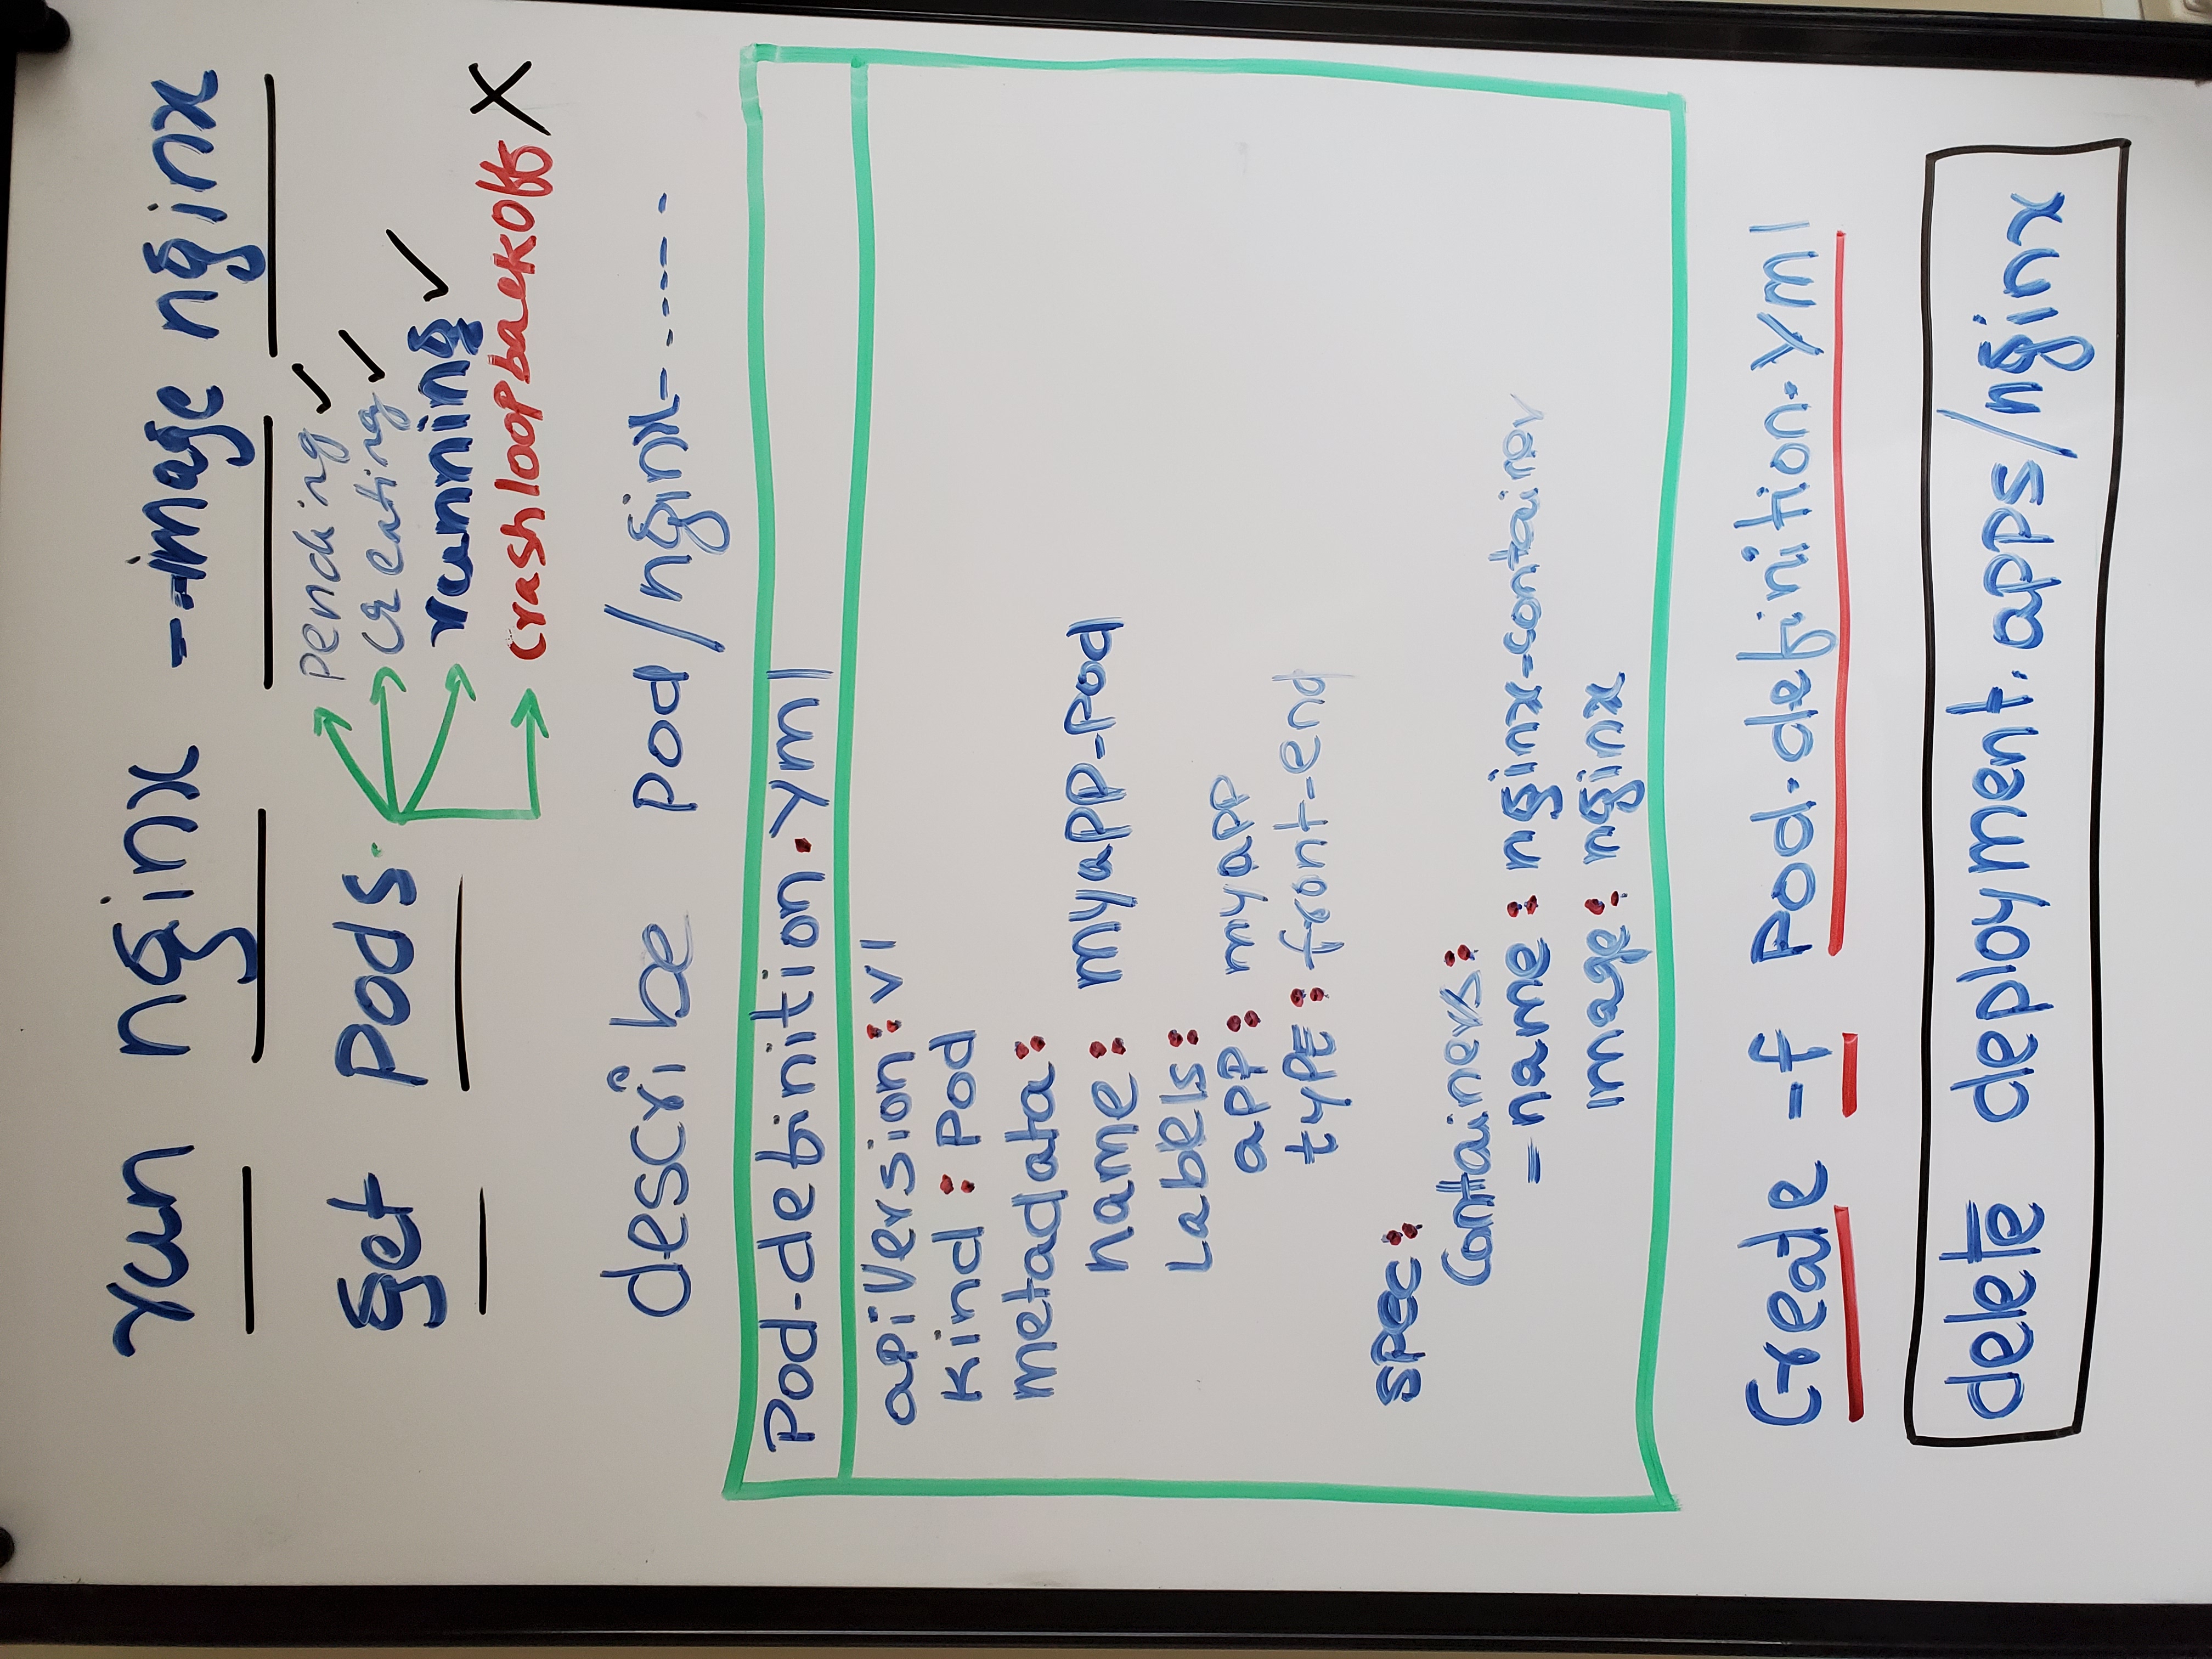 run nginx --image nginx
get pods
pending ✓
creating ✓
running ✓
crashloopbackoff X
describe pod/nginx-.-----
Pod-definition.yml
apiVersion: v1
kind: Pod
metadata:
name: myapp-pod
Labels:
app: myapp
type: front-end
spec:
Containers:
- name: nginx-container
image: nginx
Create -f Pod-definition.yml
delete deployment.apps/nginx